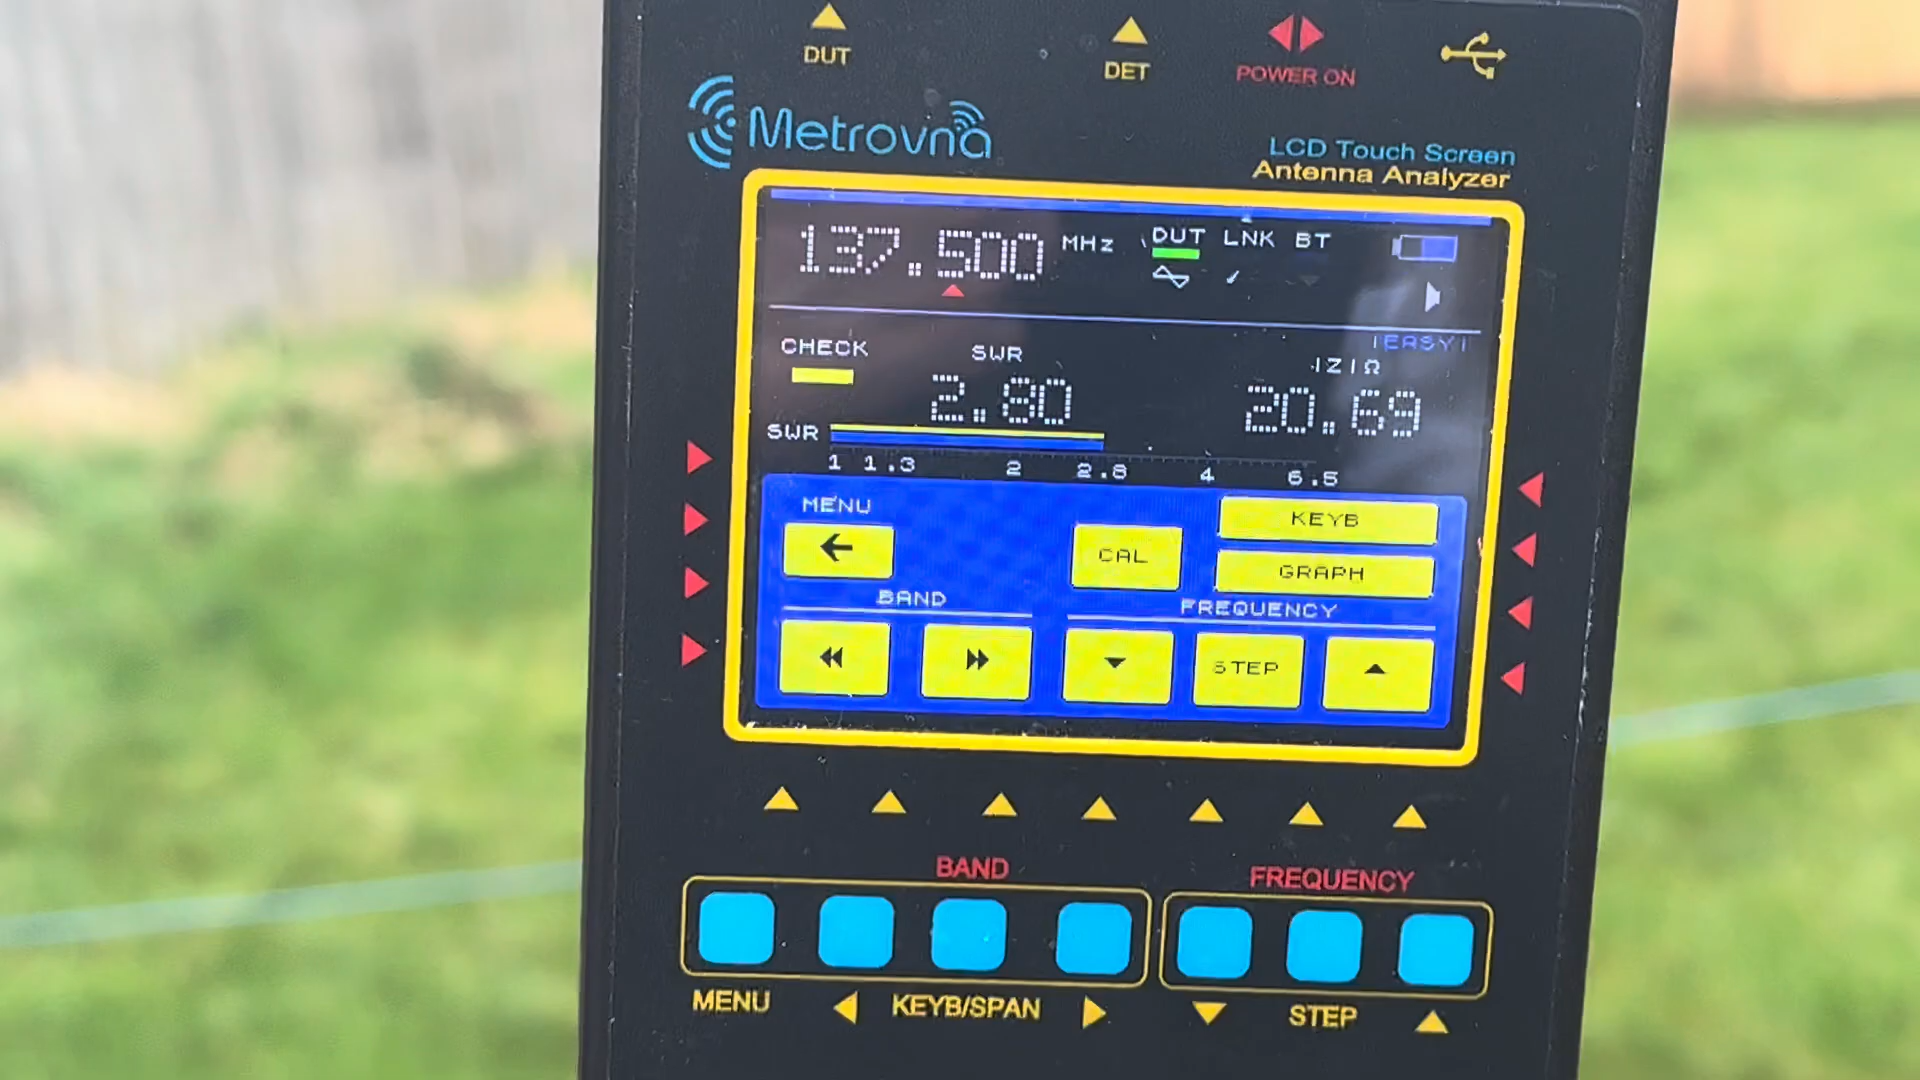 DUT
DET
POWER ON
Metrovna
LCD Touch Screen
Antenna Analyzer
137.500 MHz
DUT LNK BT
|EASY|
CHECK
SWR
|Z|Ω
2.80
20.69
SWR
1 1.3 2 2.8 4 6.5
MENU
KEYB
CAL
GRAPH
BAND
FREQUENCY
STEP
BAND
FREQUENCY
MENU
KEYB/SPAN
STEP